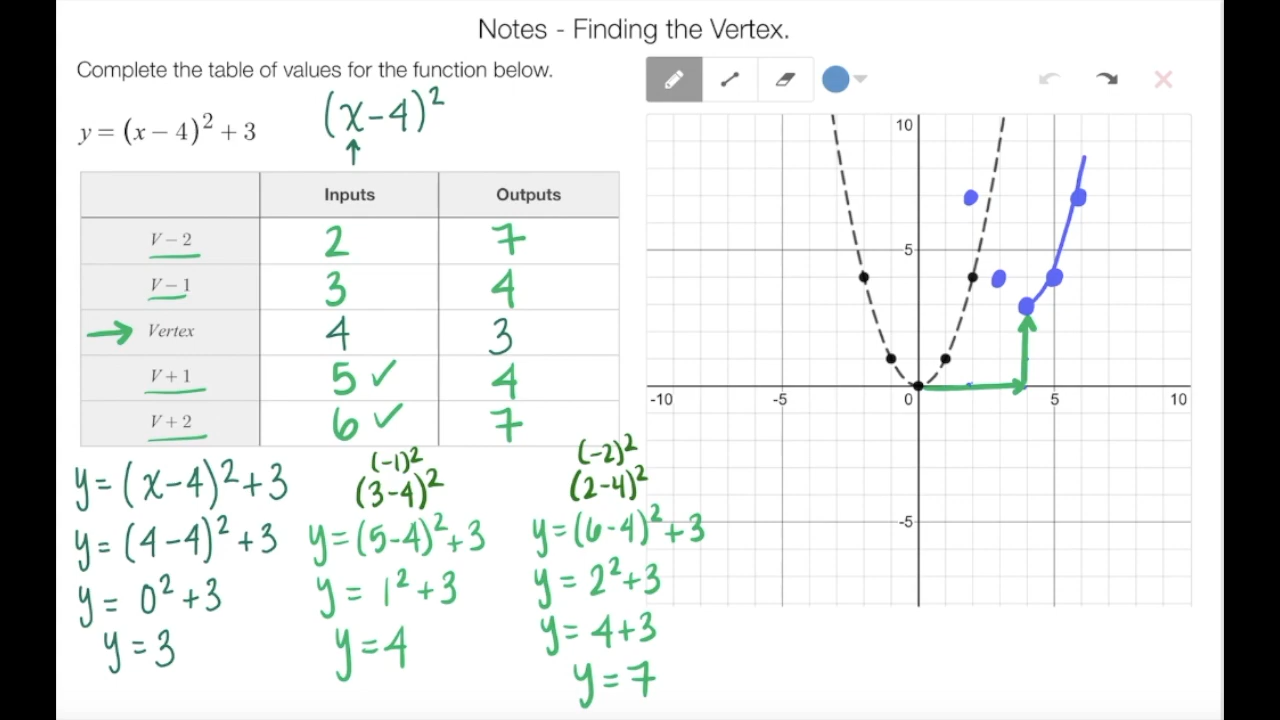 Notes - Finding the Vertex.
Complete the table of values for the function below.
y = (x − 4)² + 3
(x-4)²
Inputs Outputs
V − 2 2 7
V − 1 3 4
Vertex 4 3
V + 1 5 ✓ 4
V + 2 6 ✓ 7
y=(x-4)²+3
y=(4-4)²+3
y=0²+3
y=3
(-1)²
(3-4)²
y=(5-4)²+3
y=1²+3
y=4
(-2)²
(2-4)²
y=(6-4)²+3
y=2²+3
y=4+3
y=7
10
5
-10 -5 0 5 10
-5